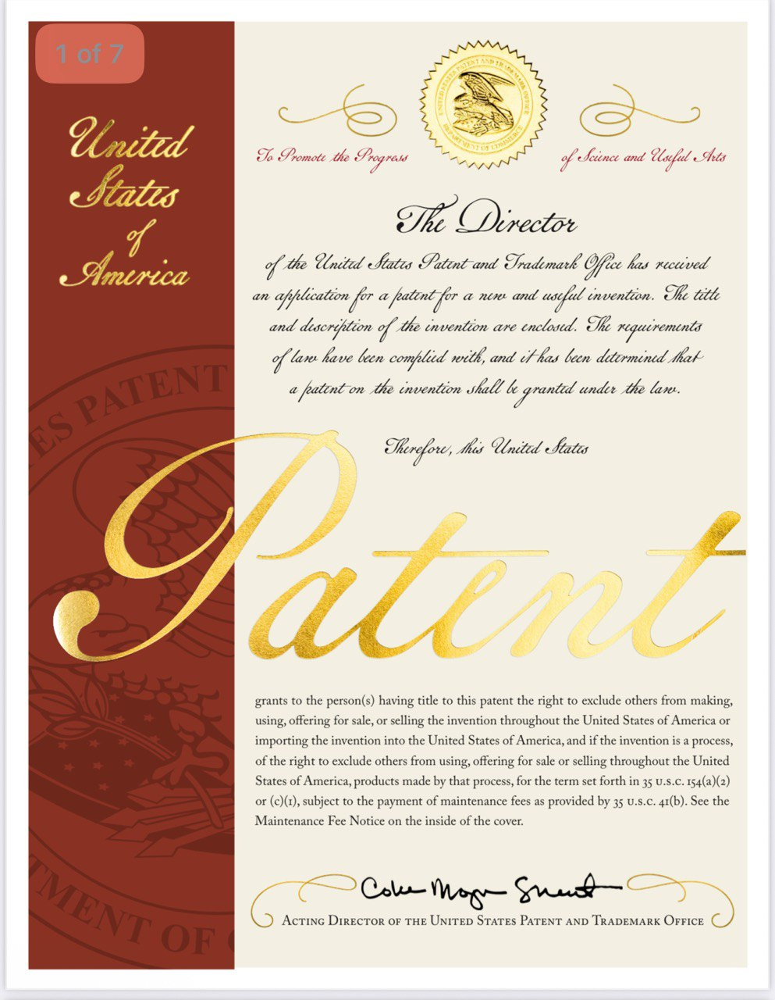 1 of 7
United
States
of
America
UNITED STATES PATENT AND TRADEMARK OFFICE
DEPARTMENT OF COMMERCE
To Promote the Progress
of Science and Useful Arts
The Director
of the United States Patent and Trademark Office has received
an application for a patent for a new and useful invention. The title
and description of the invention are enclosed. The requirements
of law have been complied with, and it has been determined that
a patent on the invention shall be granted under the law.
Therefore, this United States
Patent
grants to the person(s) having title to this patent the right to exclude others from making,
using, offering for sale, or selling the invention throughout the United States of America or
importing the invention into the United States of America, and if the invention is a process,
of the right to exclude others from using, offering for sale or selling throughout the United
States of America, products made by that process, for the term set forth in 35 U.S.C. 154(a)(2)
or (c)(1), subject to the payment of maintenance fees as provided by 35 U.S.C. 41(b). See the
Maintenance Fee Notice on the inside of the cover.
ES PATENT
TMENT OF
ACTING DIRECTOR OF THE UNITED STATES PATENT AND TRADEMARK OFFICE